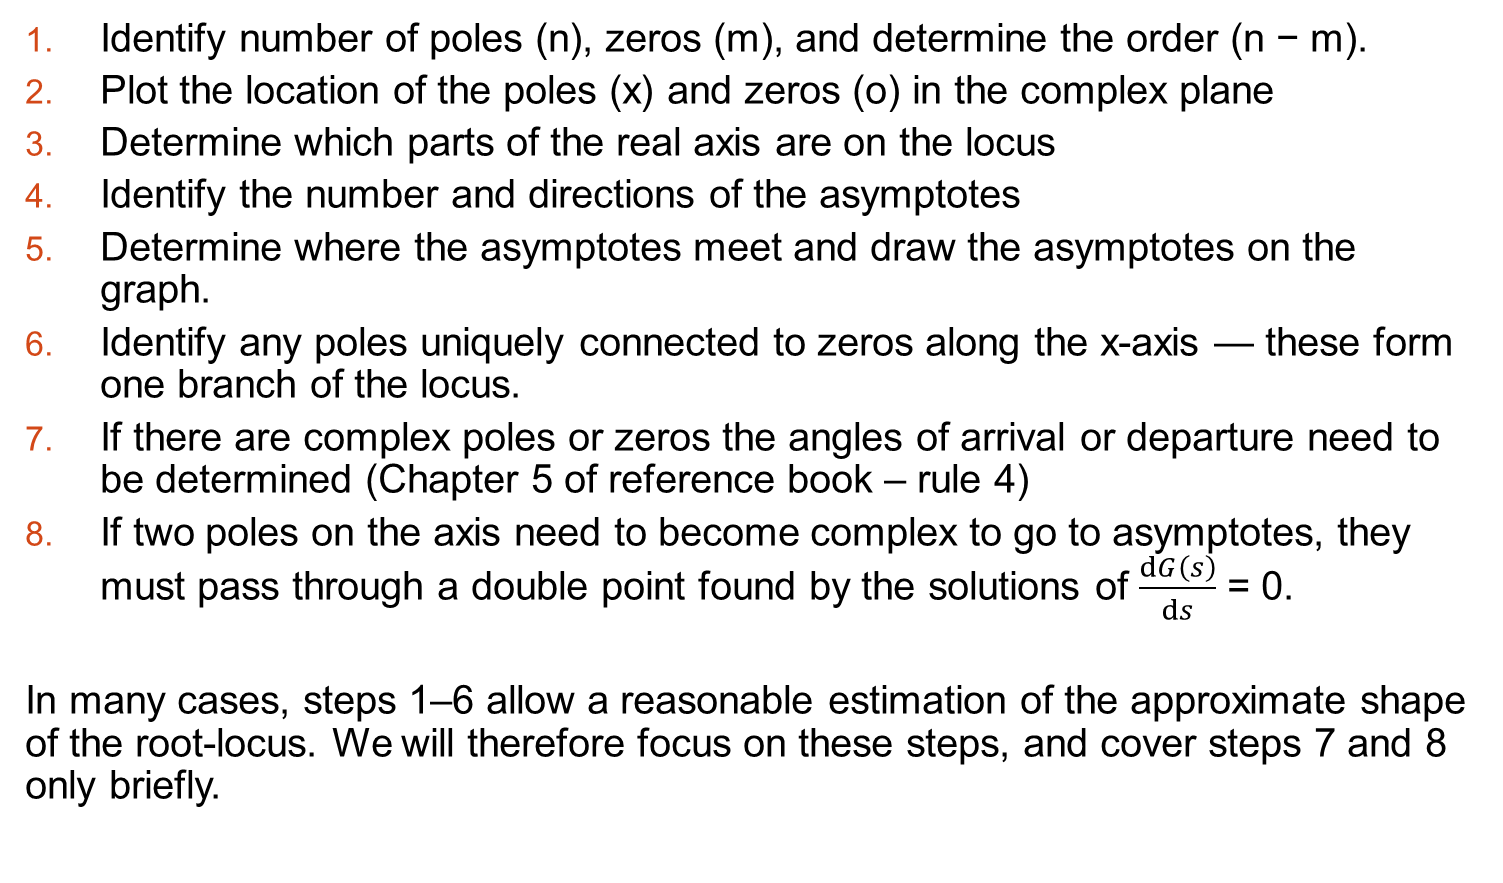 1. Identify number of poles (n), zeros (m), and determine the order (n − m).
2. Plot the location of the poles (x) and zeros (o) in the complex plane
3. Determine which parts of the real axis are on the locus
4. Identify the number and directions of the asymptotes
5. Determine where the asymptotes meet and draw the asymptotes on the
graph.
6. Identify any poles uniquely connected to zeros along the x-axis — these form
one branch of the locus.
7. If there are complex poles or zeros the angles of arrival or departure need to
be determined (Chapter 5 of reference book – rule 4)
8. If two poles on the axis need to become complex to go to asymptotes, they
must pass through a double point found by the solutions of dG(s)/ds = 0.
In many cases, steps 1–6 allow a reasonable estimation of the approximate shape
of the root-locus. We will therefore focus on these steps, and cover steps 7 and 8
only briefly.